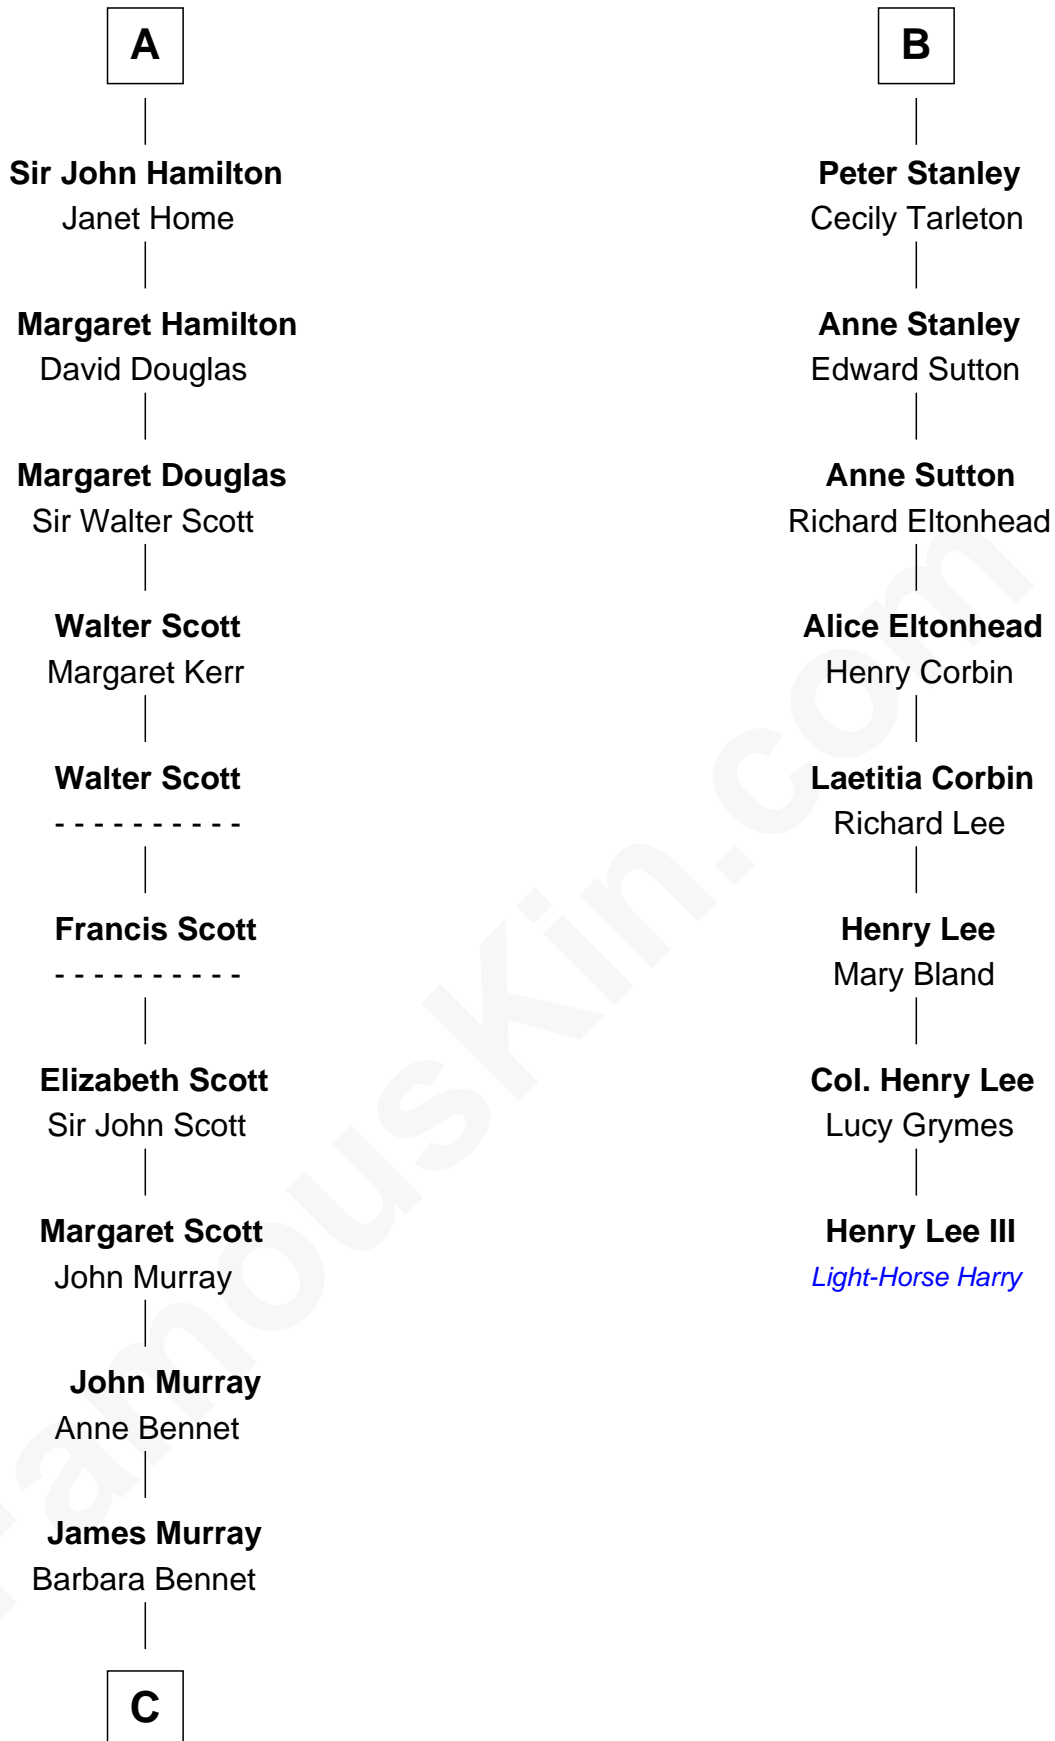 A
Sir John Hamilton
Janet Home
Margaret Hamilton
David Douglas
Margaret Douglas
Sir Walter Scott
Walter Scott
Margaret Kerr
Walter Scott
- - - - - - - - - -
Francis Scott
- - - - - - - - - -
Elizabeth Scott
Sir John Scott
Margaret Scott
John Murray
John Murray
Anne Bennet
James Murray
Barbara Bennet
C
B
Peter Stanley
Cecily Tarleton
Anne Stanley
Edward Sutton
Anne Sutton
Richard Eltonhead
Alice Eltonhead
Henry Corbin
Laetitia Corbin
Richard Lee
Henry Lee
Mary Bland
Col. Henry Lee
Lucy Grymes
Henry Lee III
Light-Horse Harry
FamousKin.com